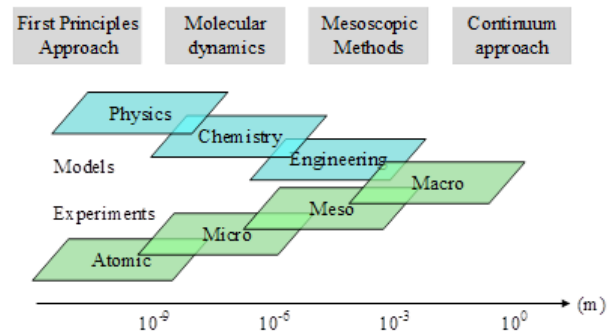 First Principles
Approach
Molecular
dynamics
Mesoscopic
Methods
Continuum
approach
Physics
Chemistry
Engineering
Models
Macro
Experiments
Meso
Micro
Atomic
10⁻⁹
10⁻⁶
10⁻³
10⁰
(m)